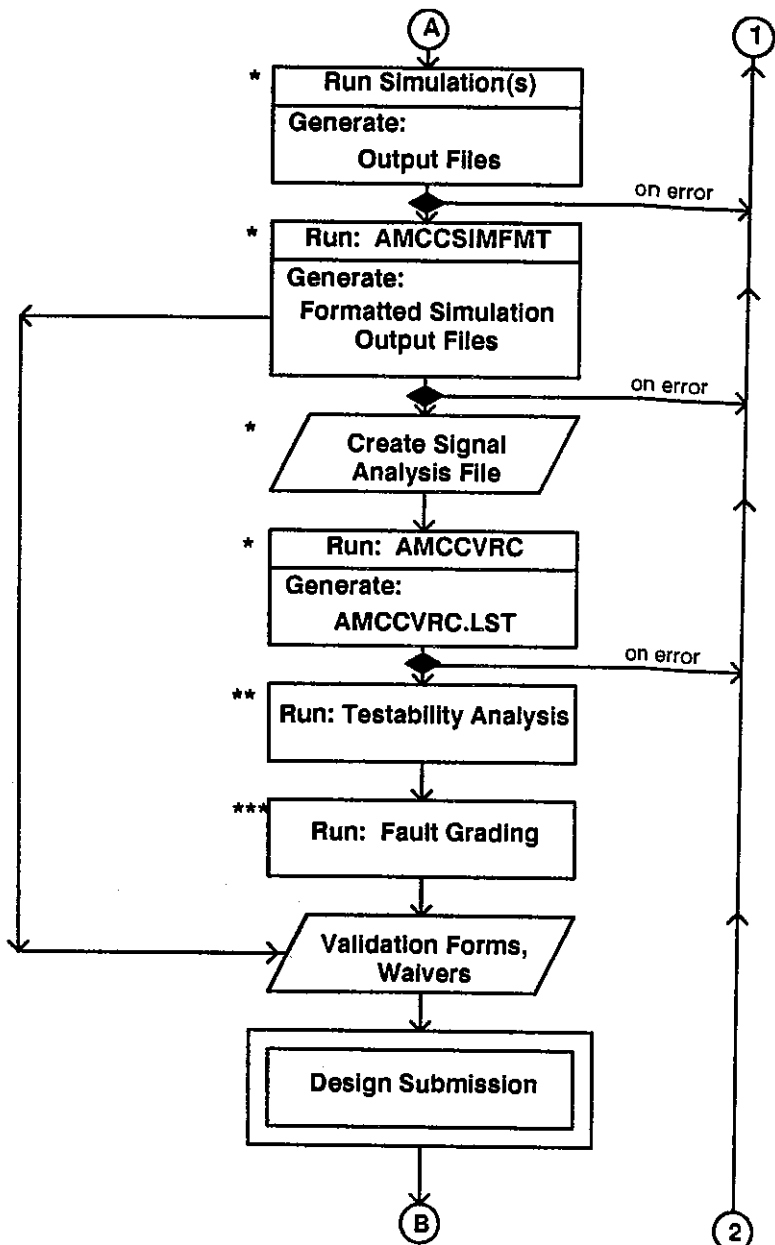 A
1
* Run Simulation(s)
Generate:
Output Files
on error
* Run: AMCCSIMFMT
Generate:
Formatted Simulation
Output Files
on error
* Create Signal
Analysis File
* Run: AMCCVRC
Generate:
AMCCVRC.LST
on error
** Run: Testability Analysis
*** Run: Fault Grading
Validation Forms,
Waivers
Design Submission
B
2